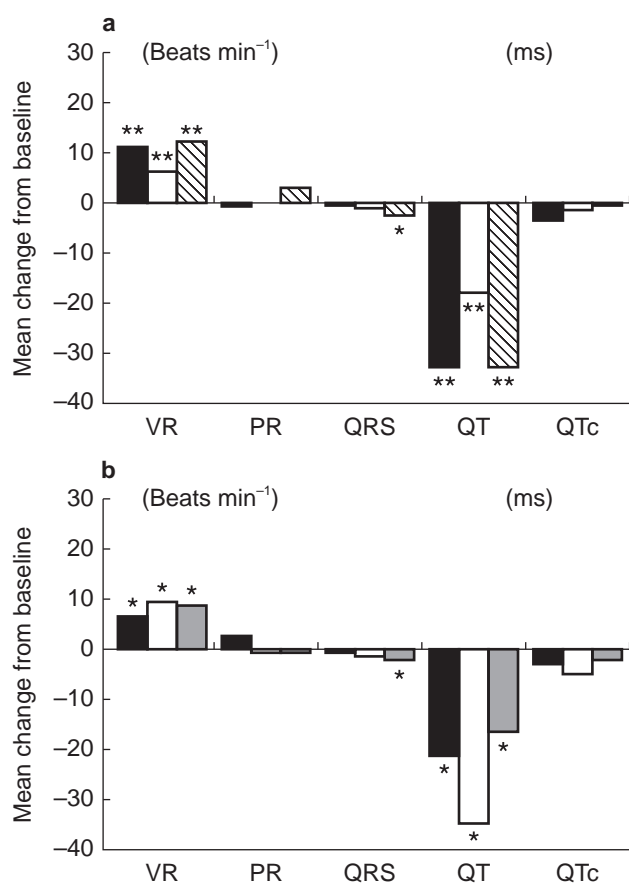 a
(Beats min⁻¹) (ms)
30
20
10
0
–10
–20
–30
–40
Mean change from baseline
** ** **
*
** ** **
VR PR QRS QT QTc
b
(Beats min⁻¹) (ms)
30
20
10
0
–10
–20
–30
–40
Mean change from baseline
* * *
*
* * *
VR PR QRS QT QTc